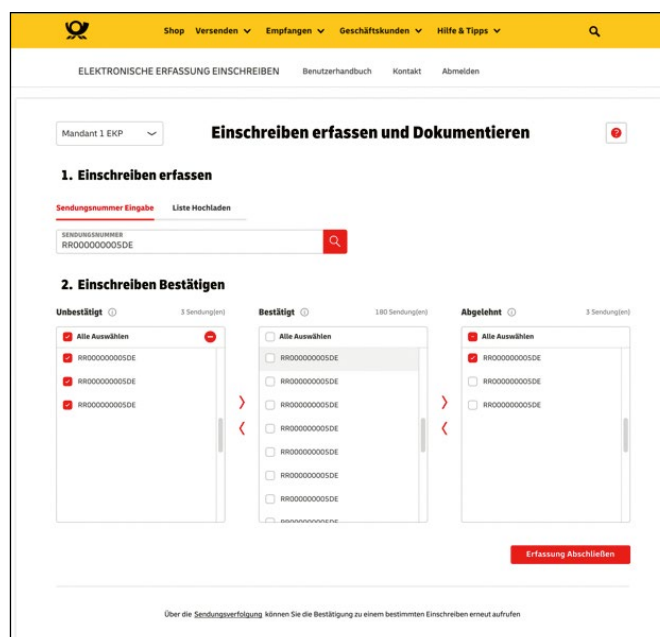 Shop Versenden Empfangen Geschäftskunden Hilfe & Tipps
ELEKTRONISCHE ERFASSUNG EINSCHREIBEN Benutzerhandbuch Kontakt Abmelden
Mandant 1 EKP
Einschreiben erfassen und Dokumentieren
1. Einschreiben erfassen
Sendungsnummer Eingabe Liste Hochladen
SENDUNGSNUMMER
RR000000005DE
2. Einschreiben Bestätigen
Unbestätigt 3 Sendung(en)
Alle Auswählen
RR000000005DE
RR000000005DE
RR000000005DE
Bestätigt 180 Sendung(en)
Alle Auswählen
RR000000005DE
RR000000005DE
RR000000005DE
RR000000005DE
RR000000005DE
RR000000005DE
RR000000005DE
RR000000005DE
Abgelehnt 3 Sendung(en)
Alle Auswählen
RR000000005DE
RR000000005DE
RR000000005DE
Erfassung Abschließen
Über die Sendungsverfolgung können Sie die Bestätigung zu einem bestimmten Einschreiben erneut aufrufen